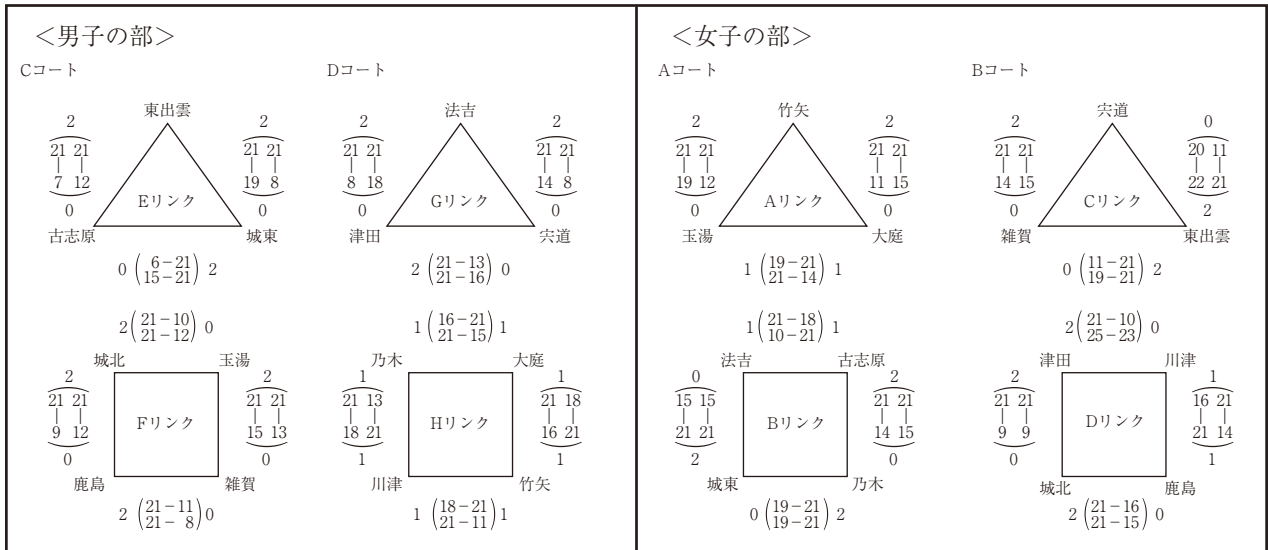 ＜男子の部＞
Cコート
東出雲
2
21 21
7 12
0
2
21 21
19 8
0
Eリンク
古志原
城東
0 (6－21 15－21) 2
2 (21－10 21－12) 0
城北
玉湯
2
21 21
9 12
0
2
21 21
15 13
0
Fリンク
鹿島
雑賀
2 (21－11 21－ 8) 0
Dコート
法吉
2
21 21
8 18
0
2
21 21
14 8
0
Gリンク
津田
宍道
2 (21－13 21－16) 0
1 (16－21 21－15) 1
乃木
大庭
1
21 13
18 21
1
1
21 18
16 21
1
Hリンク
川津
竹矢
1 (18－21 21－11) 1
＜女子の部＞
Aコート
竹矢
2
21 21
19 12
0
2
21 21
11 15
0
Aリンク
玉湯
大庭
1 (19－21 21－14) 1
1 (21－18 10－21) 1
法吉
古志原
0
15 15
21 21
2
2
21 21
14 15
0
Bリンク
城東
乃木
0 (19－21 19－21) 2
Bコート
宍道
2
21 21
14 15
0
0
20 11
22 21
2
Cリンク
雑賀
東出雲
0 (11－21 19－21) 2
2 (21－10 25－23) 0
津田
川津
2
21 21
9 9
0
1
16 21
21 14
1
Dリンク
城北
鹿島
2 (21－16 21－15) 0